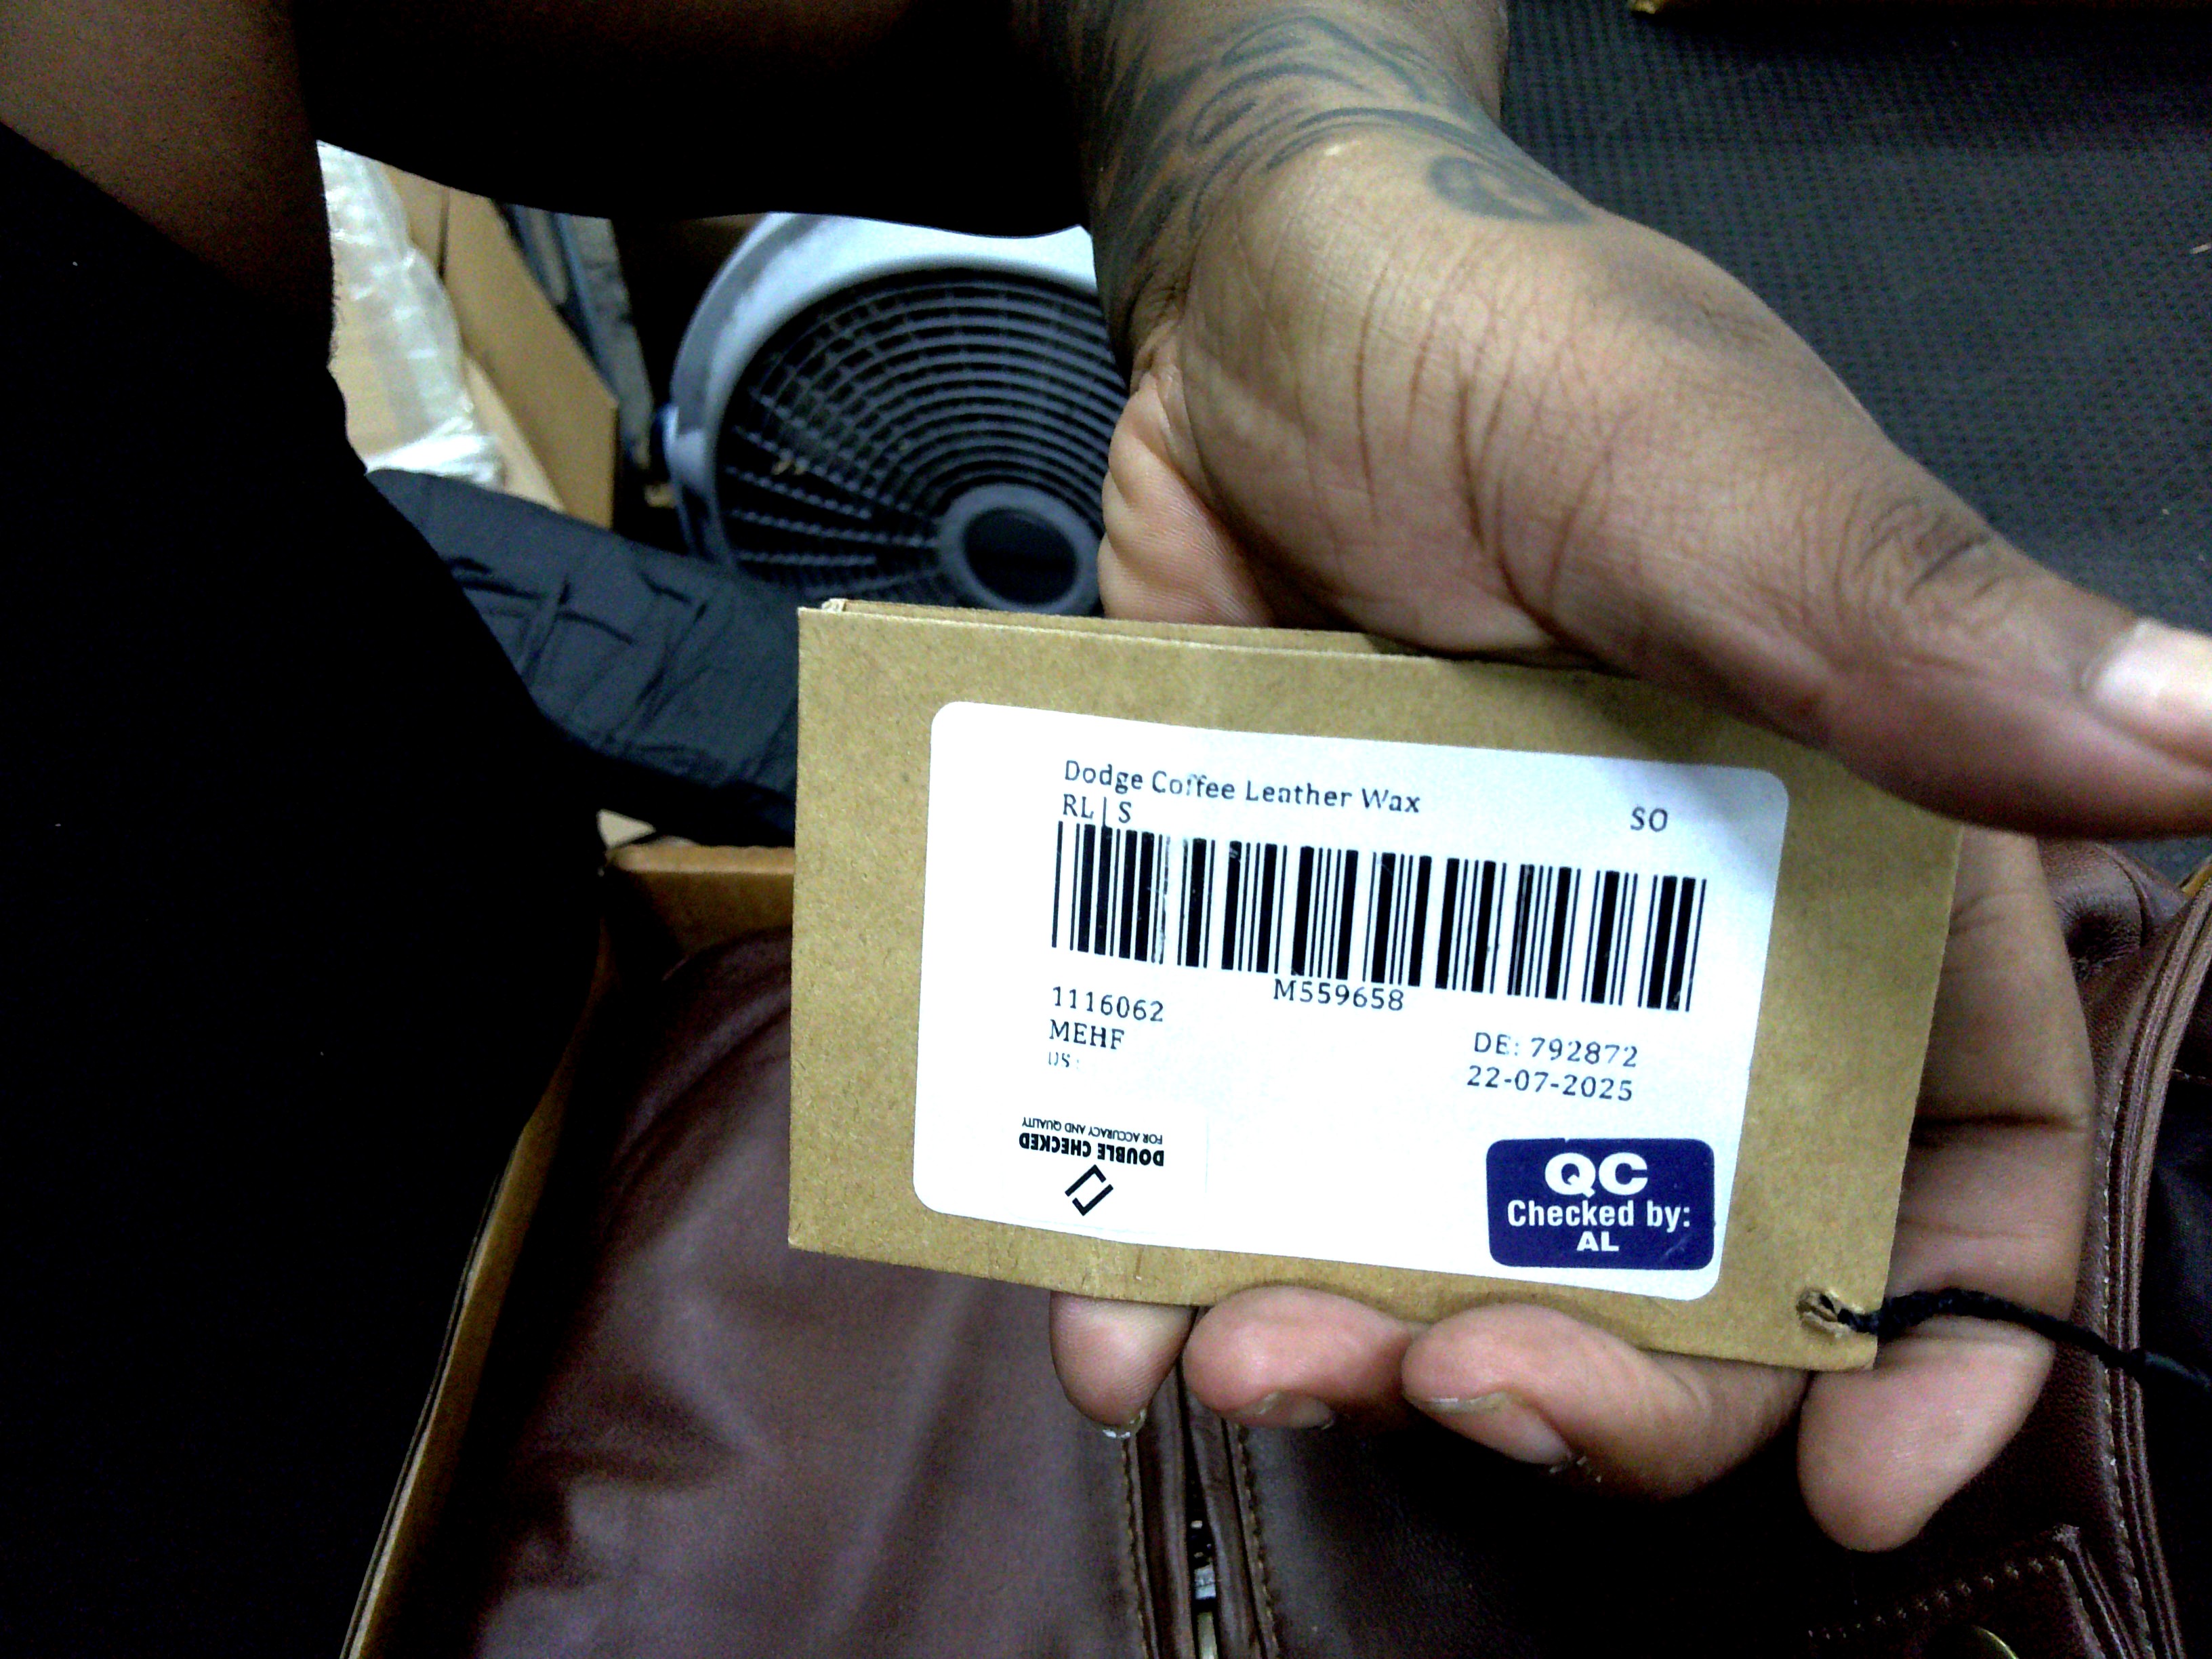 Dodge Coffee Leather Wax
RL | S
SO
M559658
1116062
MEHF
DS:
DE: 792872
22-07-2025
DOUBLE CHECKED
FOR ACCURACY AND QUALITY
QC
Checked by:
AL